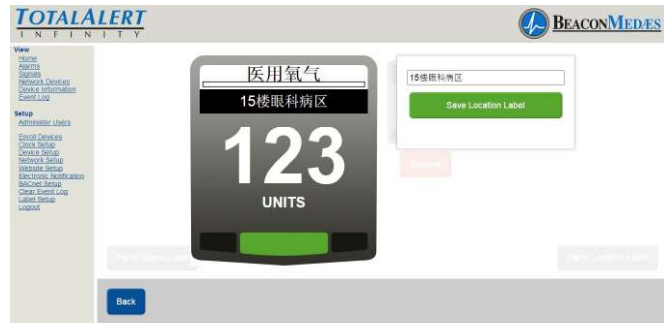 TOTALALERT
INFINITY
BEACONMEDÆS
View
Home
Alarms
Signals
Network Devices
Device Information
Event Log
Setup
Administer Users
Enroll Devices
Clock Setup
Device Setup
Network Setup
Website Setup
Electronic Notification
BACnet Setup
Clear Event Log
Label Setup
Logout
医用氧气
15楼眼科病区
123
UNITS
15楼眼科病区
Save Location Label
Back